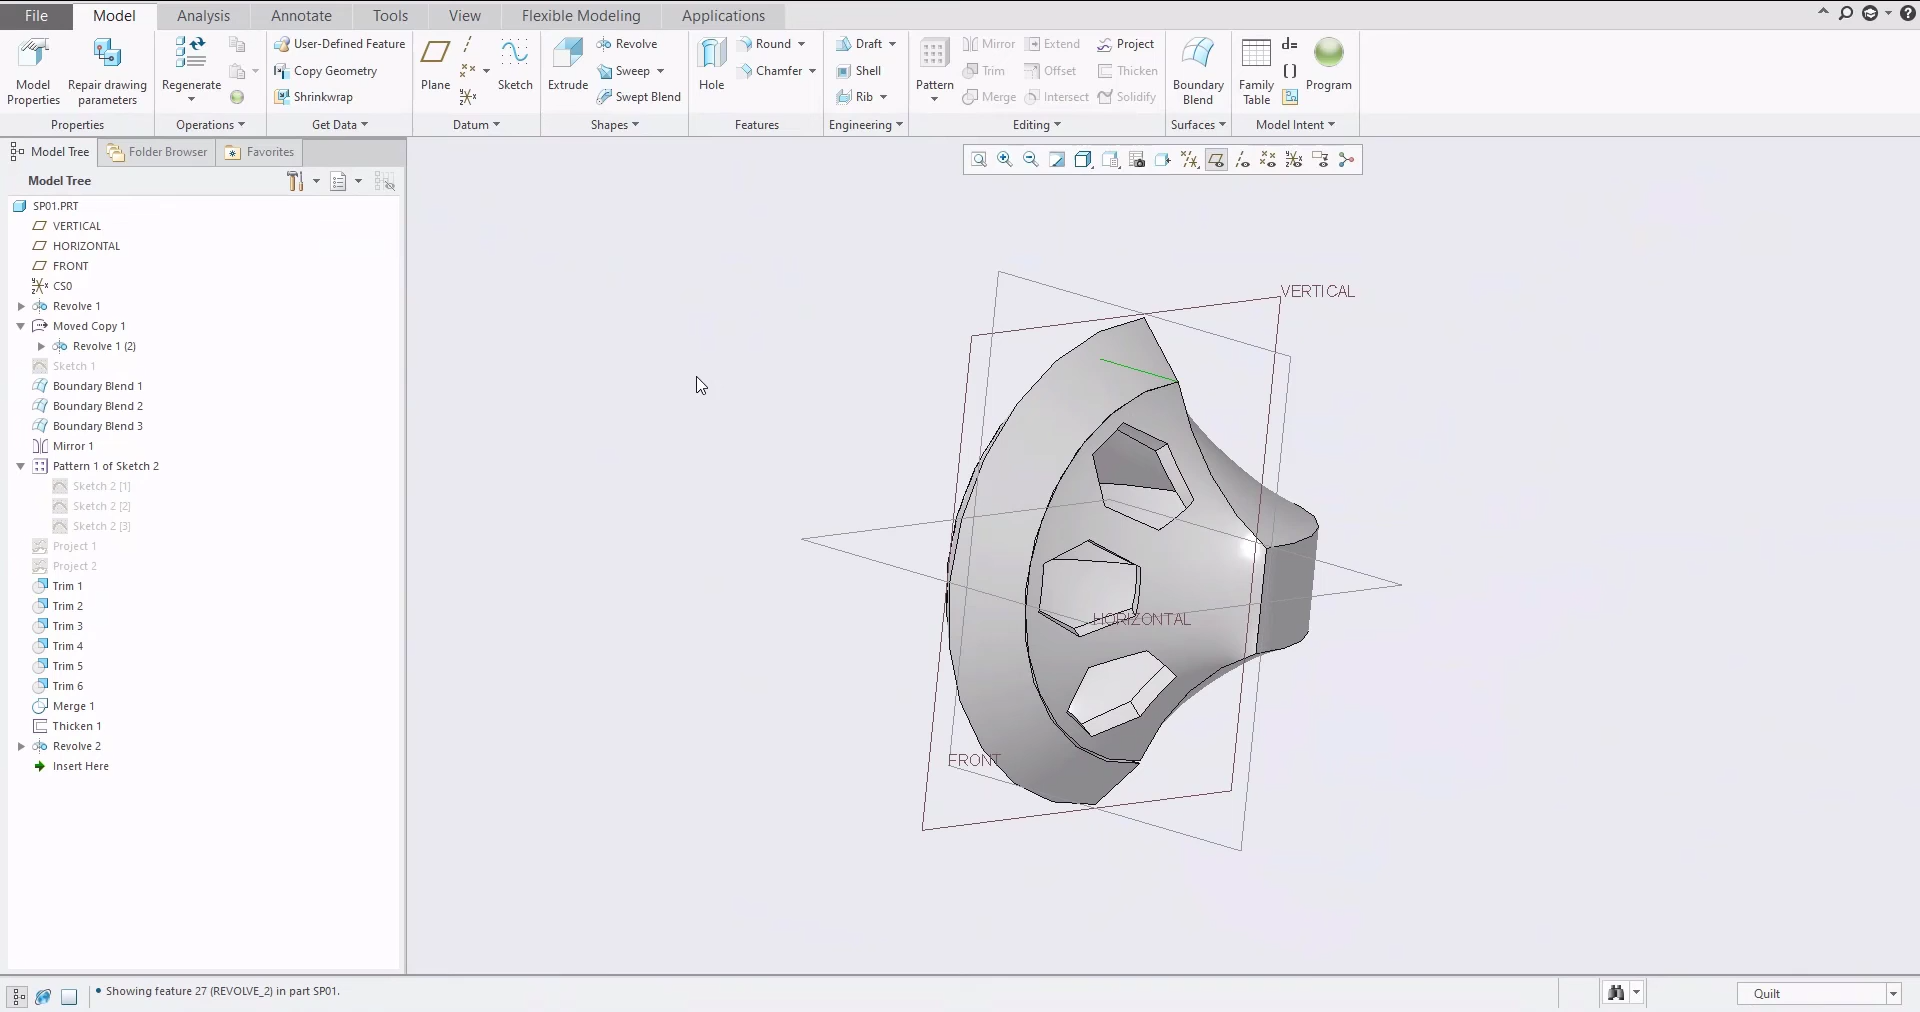 File Model Analysis Annotate Tools View Flexible Modeling Applications
Model Properties
Repair drawing parameters
Properties
Regenerate
Operations
User-Defined Feature
Copy Geometry
Shrinkwrap
Get Data
Plane
Sketch
Datum
Extrude
Revolve
Sweep
Swept Blend
Shapes
Hole
Round
Chamfer
Features
Draft
Shell
Rib
Engineering
Pattern
Mirror Extend Project
Trim Offset Thicken
Merge Intersect Solidify
Editing
Boundary Blend
Surfaces
Family Table
d=
[ ]
Program
Model Intent
Model Tree Folder Browser Favorites
Model Tree
SP01.PRT
VERTICAL
HORIZONTAL
FRONT
CS0
Revolve 1
Moved Copy 1
Revolve 1 (2)
Sketch 1
Boundary Blend 1
Boundary Blend 2
Boundary Blend 3
Mirror 1
Pattern 1 of Sketch 2
Sketch 2 [1]
Sketch 2 [2]
Sketch 2 [3]
Project 1
Project 2
Trim 1
Trim 2
Trim 3
Trim 4
Trim 5
Trim 6
Merge 1
Thicken 1
Revolve 2
Insert Here
VERTICAL
HORIZONTAL
FRONT
• Showing feature 27 (REVOLVE_2) in part SP01.
Quilt